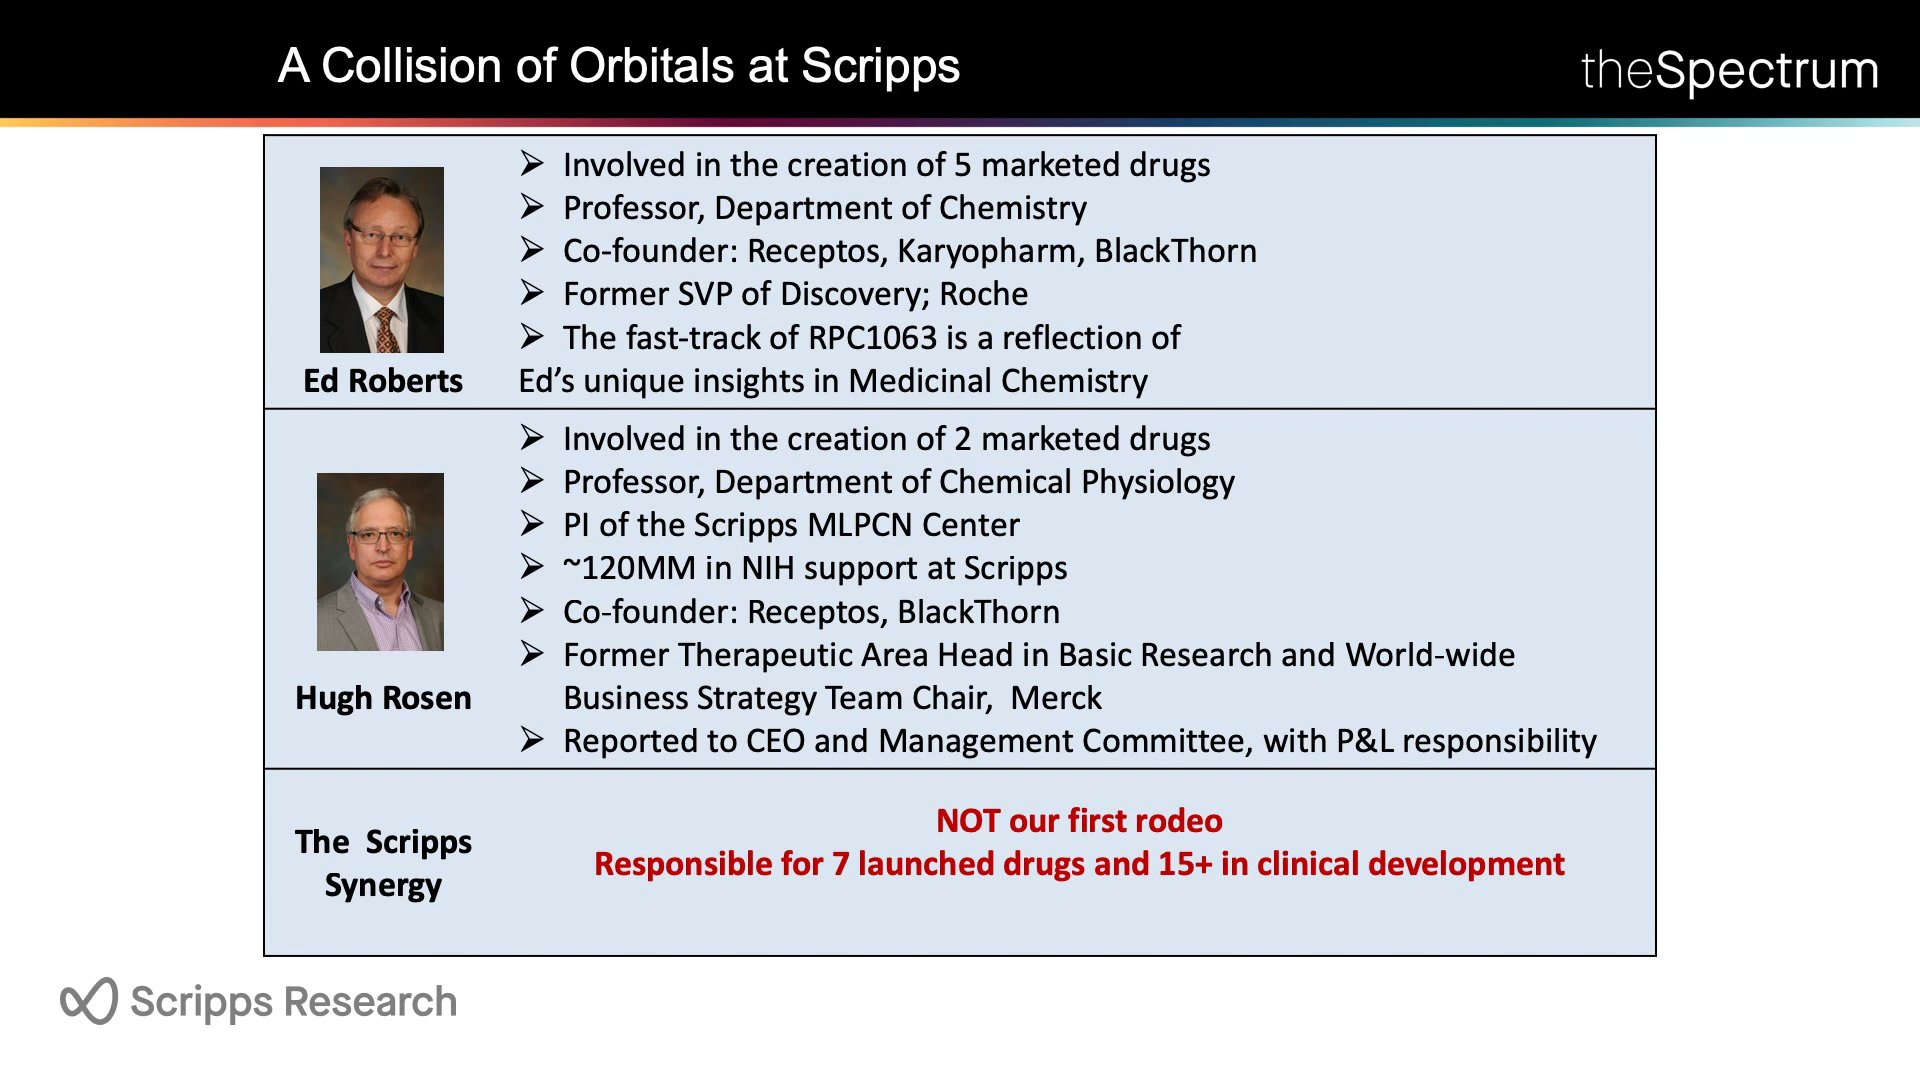 A Collision of Orbitals at Scripps
theSpectrum
➢ Involved in the creation of 5 marketed drugs
➢ Professor, Department of Chemistry
➢ Co-founder: Receptos, Karyopharm, BlackThorn
➢ Former SVP of Discovery; Roche
➢ The fast-track of RPC1063 is a reflection of
Ed’s unique insights in Medicinal Chemistry
Ed Roberts
➢ Involved in the creation of 2 marketed drugs
➢ Professor, Department of Chemical Physiology
➢ PI of the Scripps MLPCN Center
➢ ~120MM in NIH support at Scripps
➢ Co-founder: Receptos, BlackThorn
➢ Former Therapeutic Area Head in Basic Research and World-wide
Business Strategy Team Chair,  Merck
➢ Reported to CEO and Management Committee, with P&L responsibility
Hugh Rosen
The  Scripps
Synergy
NOT our first rodeo
Responsible for 7 launched drugs and 15+ in clinical development
Scripps Research